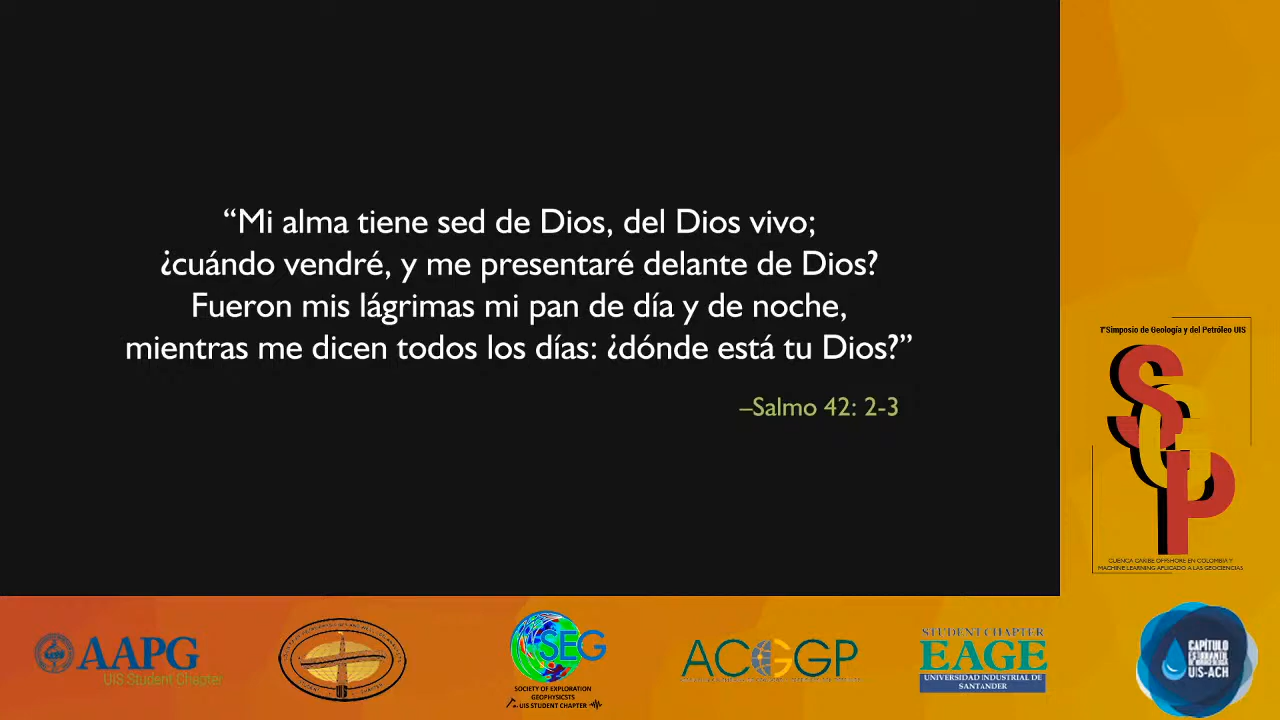 “Mi alma tiene sed de Dios, del Dios vivo;
¿cuándo vendré, y me presentaré delante de Dios?
Fueron mis lágrimas mi pan de día y de noche,
mientras me dicen todos los días: ¿dónde está tu Dios?”
–Salmo 42: 2-3
1°Simposio de Geología y del Petróleo UIS
SGP
CUENCA CARIBE OFFSHORE EN COLOMBIA Y
MACHINE LEARNING APLICADO A LAS GEOCIENCIAS
AAPG
UIS Student Chapter
SEG
SOCIETY OF EXPLORATION
GEOPHYSICSTS
UIS STUDENT CHAPTER
ACGGP
STUDENT CHAPTER
EAGE
UNIVERSIDAD INDUSTRIAL DE
SANTANDER
CAPÍTULO
ESTUDIANTIL
DE HIDROGEOLOGÍA
UIS-ACH